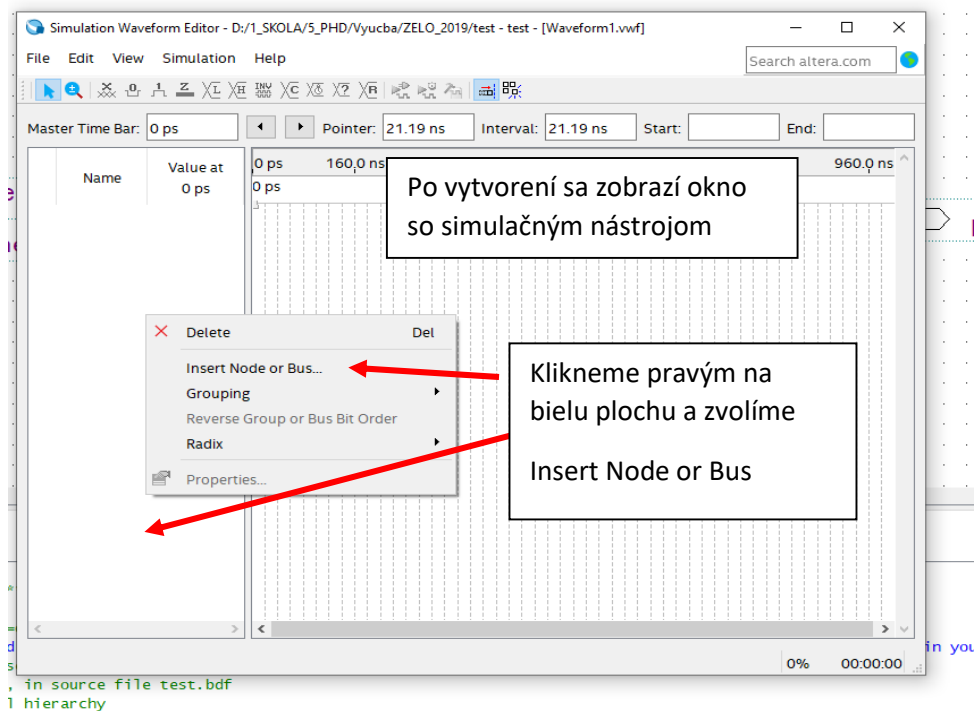 Simulation Waveform Editor - D:/1_SKOLA/5_PHD/Vyucba/ZELO_2019/test - test - [Waveform1.vwf]
File Edit View Simulation Help
Search altera.com
Master Time Bar: 0 ps Pointer: 21.19 ns Interval: 21.19 ns Start: End:
Name
Value at
0 ps
0 ps 160,0 ns 960.0 ns
0 ps
Po vytvorení sa zobrazí okno
so simulačným nástrojom
Delete Del
Insert Node or Bus...
Grouping
Reverse Group or Bus Bit Order
Radix
Properties...
Klikneme pravým na
bielu plochu a zvolíme
Insert Node or Bus
0% 00:00:00
in you
, in source file test.bdf
l hierarchy